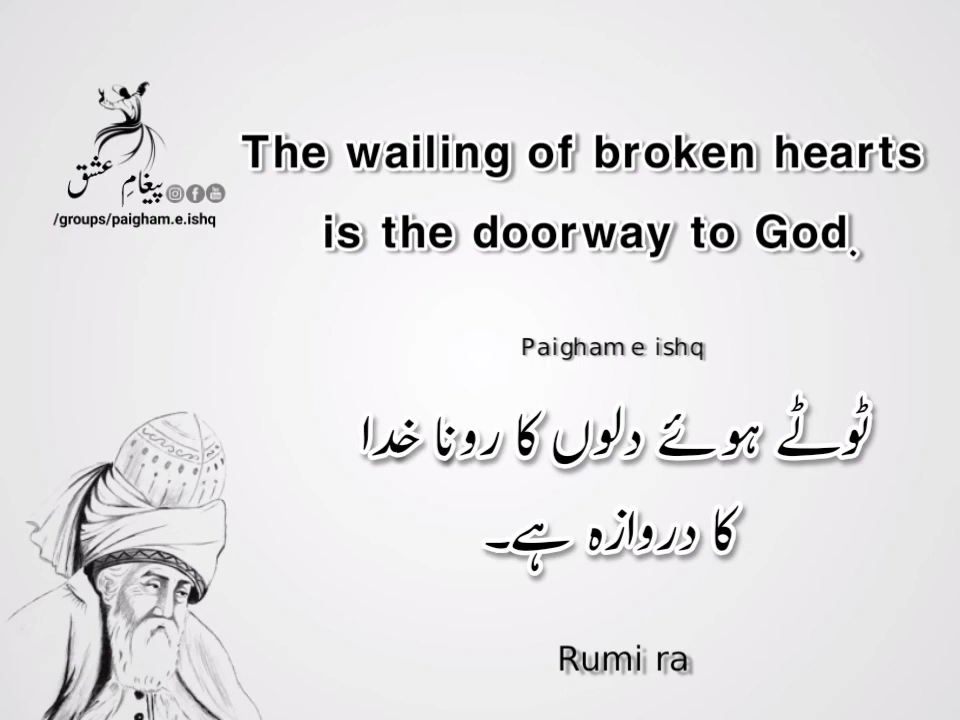 The wailing of broken hearts
is the doorway to God.
پیغامِ عشق
/groups/paigham.e.ishq
Paigham e ishq
ٹوٹے ہوئے دلوں کا رونا خدا
کا دروازہ ہے۔
Rumi ra